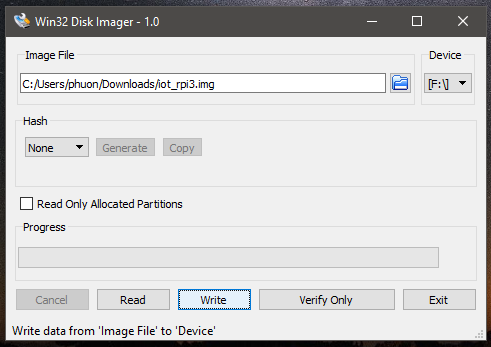 Win32 Disk Imager - 1.0
Image File
Device
C:/Users/phuon/Downloads/iot_rpi3.img
[F:\]
Hash
None
Generate
Copy
Read Only Allocated Partitions
Progress
Cancel
Read
Write
Verify Only
Exit
Write data from 'Image File' to 'Device'